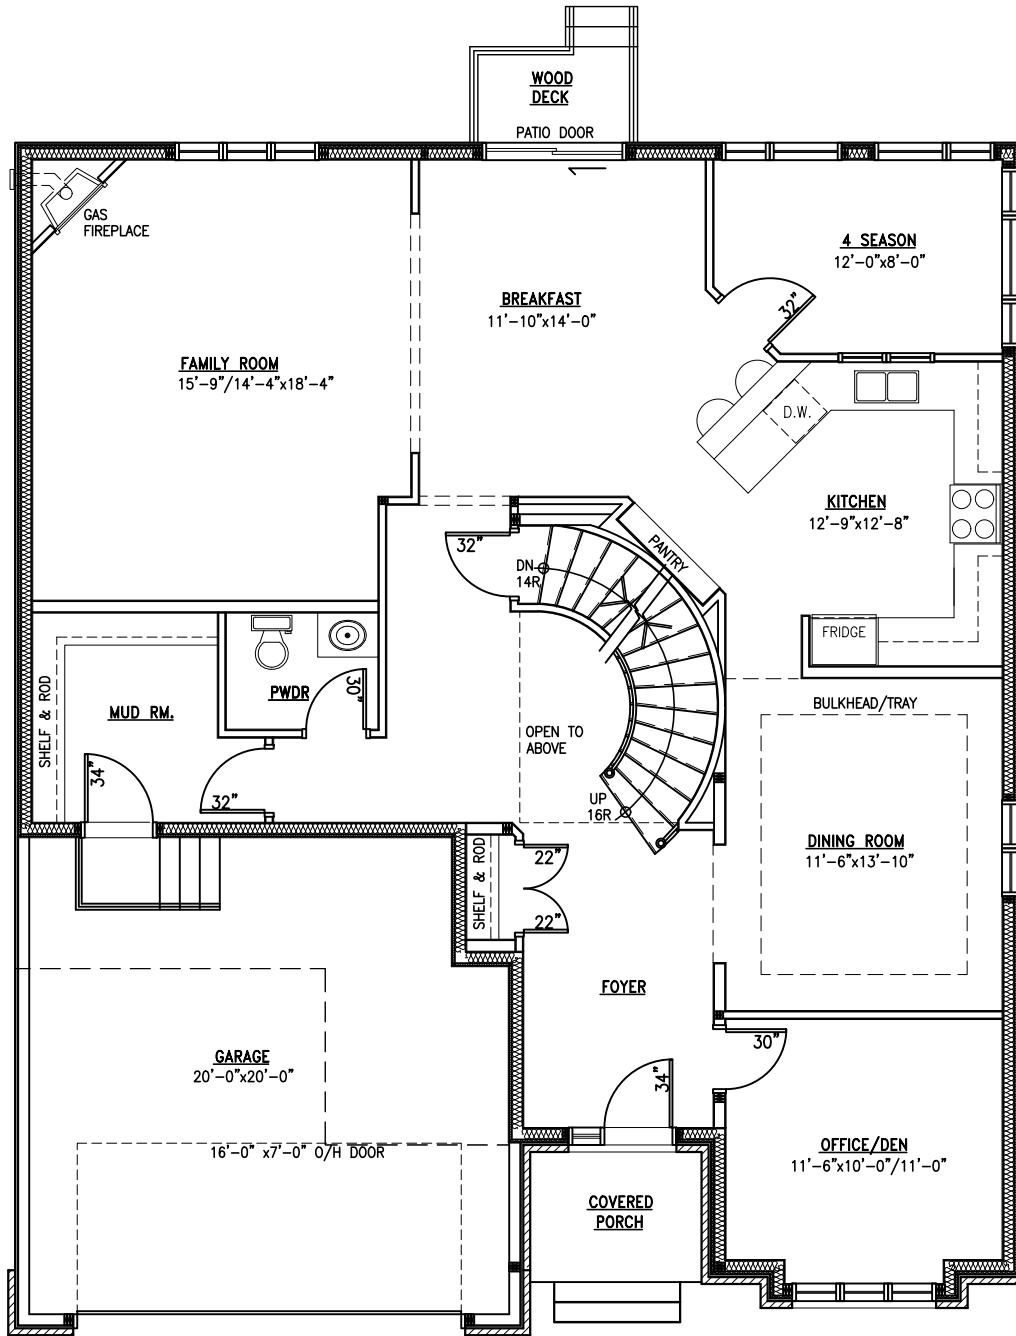 WOOD
DECK
PATIO DOOR
GAS
FIREPLACE
4 SEASON
12'-0"x8'-0"
32"
BREAKFAST
11'-10"x14'-0"
FAMILY ROOM
15'-9"/14'-4"x18'-4"
D.W.
KITCHEN
12'-9"x12'-8"
PANTRY
32"
DN
14R
FRIDGE
SHELF & ROD
MUD RM.
PWDR
30"
BULKHEAD/TRAY
OPEN TO
ABOVE
34"
32"
UP
16R
DINING ROOM
11'-6"x13'-10"
SHELF & ROD
22"
22"
FOYER
GARAGE
20'-0"x20'-0"
30"
34"
16'-0" x7'-0" O/H DOOR
OFFICE/DEN
11'-6"x10'-0"/11'-0"
COVERED
PORCH